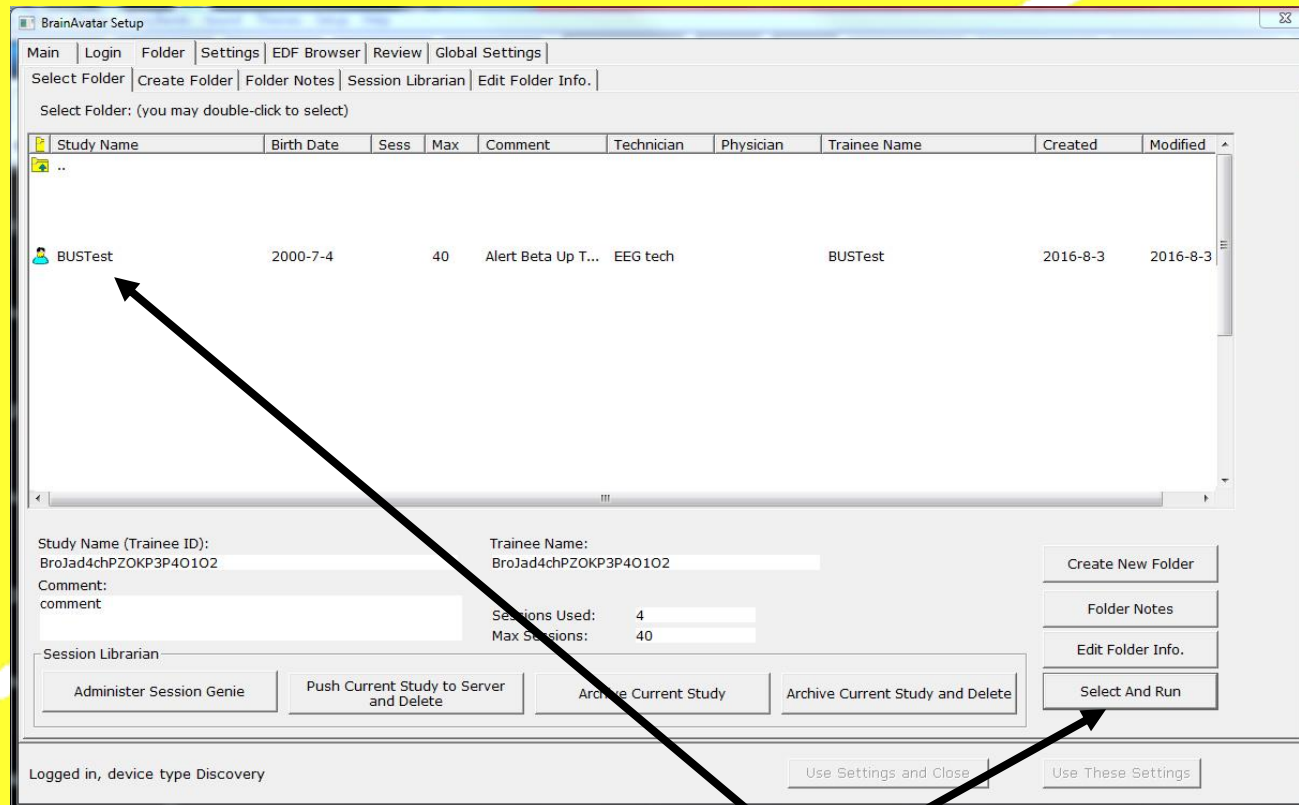 BrainAvatar Setup
Main Login Folder Settings EDF Browser Review Global Settings
Select Folder Create Folder Folder Notes Session Librarian Edit Folder Info.
Select Folder: (you may double-click to select)
Study Name Birth Date Sess Max Comment Technician Physician Trainee Name Created Modified
..
BUSTest 2000-7-4 40 Alert Beta Up T... EEG tech BUSTest 2016-8-3 2016-8-3
Study Name (Trainee ID): Trainee Name:
BroJad4chPZOKP3P4O1O2 BroJad4chPZOKP3P4O1O2
Create New Folder
Comment:
comment
Folder Notes
Sessions Used: 4
Max Sessions: 40
Edit Folder Info.
Session Librarian
Administer Session Genie Push Current Study to Server and Delete Archive Current Study Archive Current Study and Delete Select And Run
Logged in, device type Discovery Use Settings and Close Use These Settings